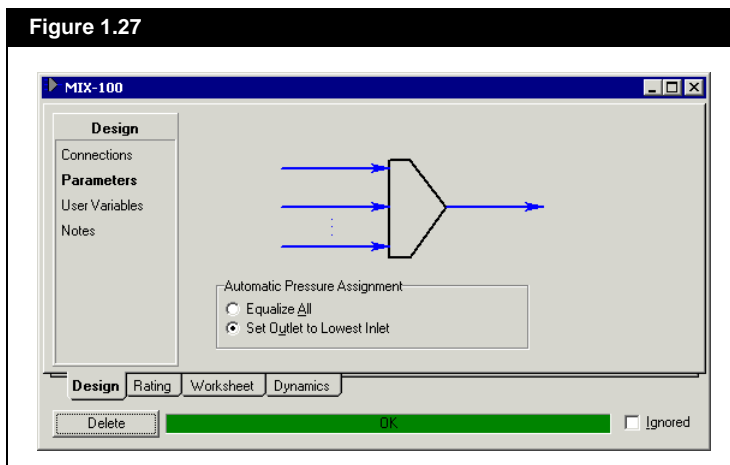 Figure 1.27
MIX-100
Design
Connections
Parameters
User Variables
Notes
Automatic Pressure Assignment
Equalize All
Set Outlet to Lowest Inlet
Design Rating Worksheet Dynamics
Delete OK Ignored